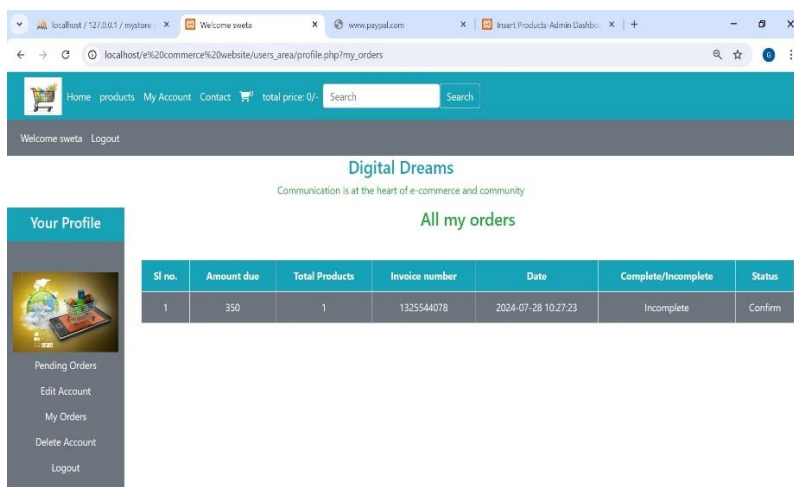 localhost / 127.0.0.1 / mystore
Welcome sweta
www.paypal.com
Insert Products-Admin Dashbo
localhost/e%20commerce%20website/users_area/profile.php?my_orders
G
Home products My Account Contact 0 total price: 0/- Search Search
Welcome sweta Logout
Digital Dreams
Communication is at the heart of e-commerce and community
Your Profile
All my orders
Sl no. Amount due Total Products Invoice number Date Complete/Incomplete Status
1 350 1 1325544078 2024-07-28 10:27:23 Incomplete Confirm
Pending Orders
Edit Account
My Orders
Delete Account
Logout